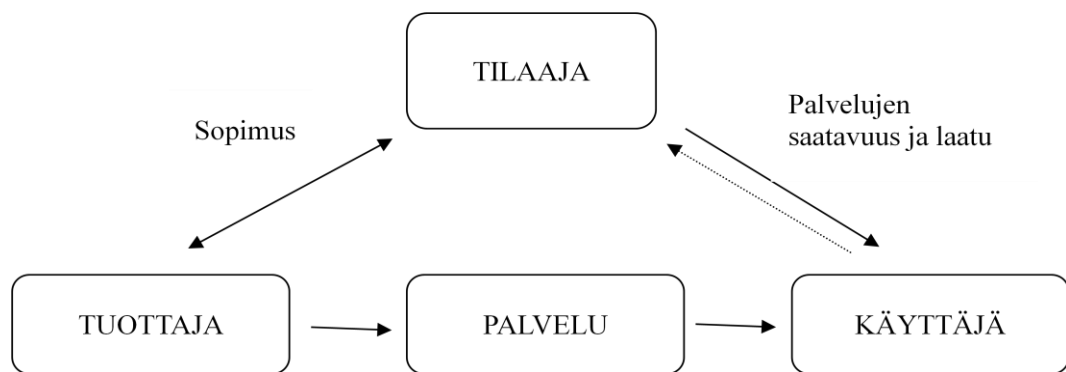 TILAAJA
Sopimus
Palvelujen
saatavuus ja laatu
TUOTTAJA
PALVELU
KÄYTTÄJÄ